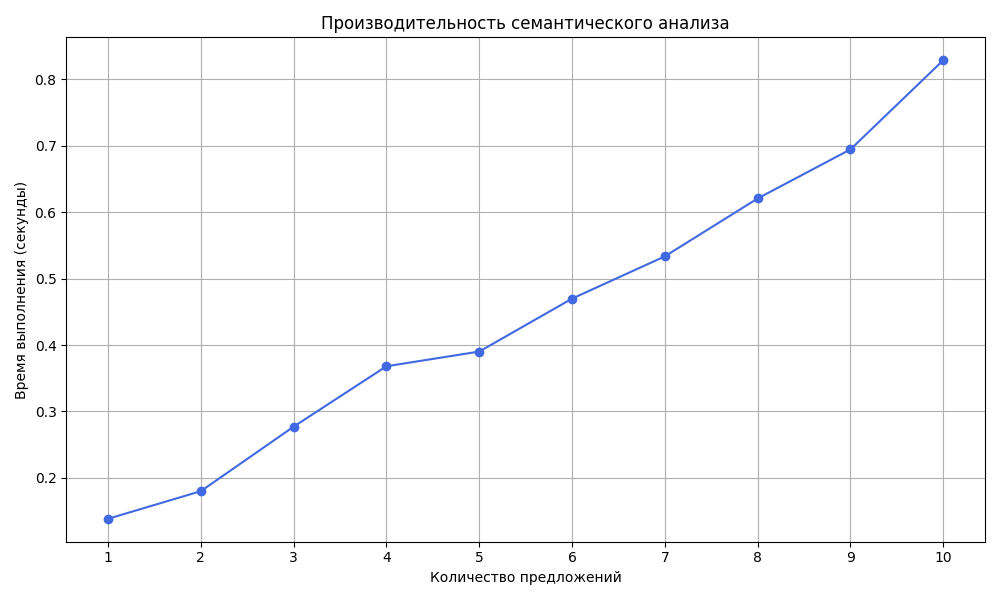 Производительность семантического анализа
Время выполнения (секунды)
0.8
0.7
0.6
0.5
0.4
0.3
0.2
1 2 3 4 5 6 7 8 9 10
Количество предложений